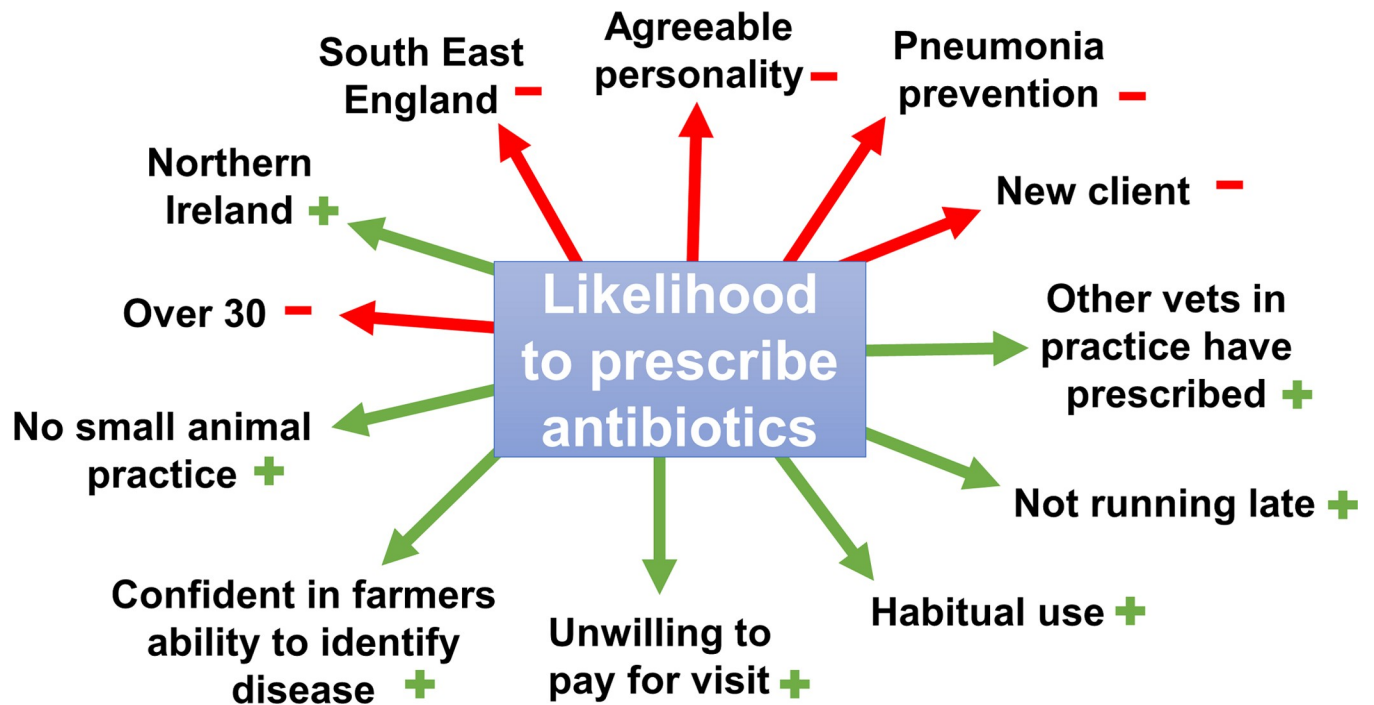 South East
England -
Agreeable
personality -
Pneumonia
prevention -
New client -
Northern
Ireland +
Over 30 -
Likelihood
to prescribe
antibiotics
Other vets in
practice have
prescribed +
No small animal
practice +
Not running late +
Confident in farmers
ability to identify
disease +
Unwilling to
pay for visit +
Habitual use +